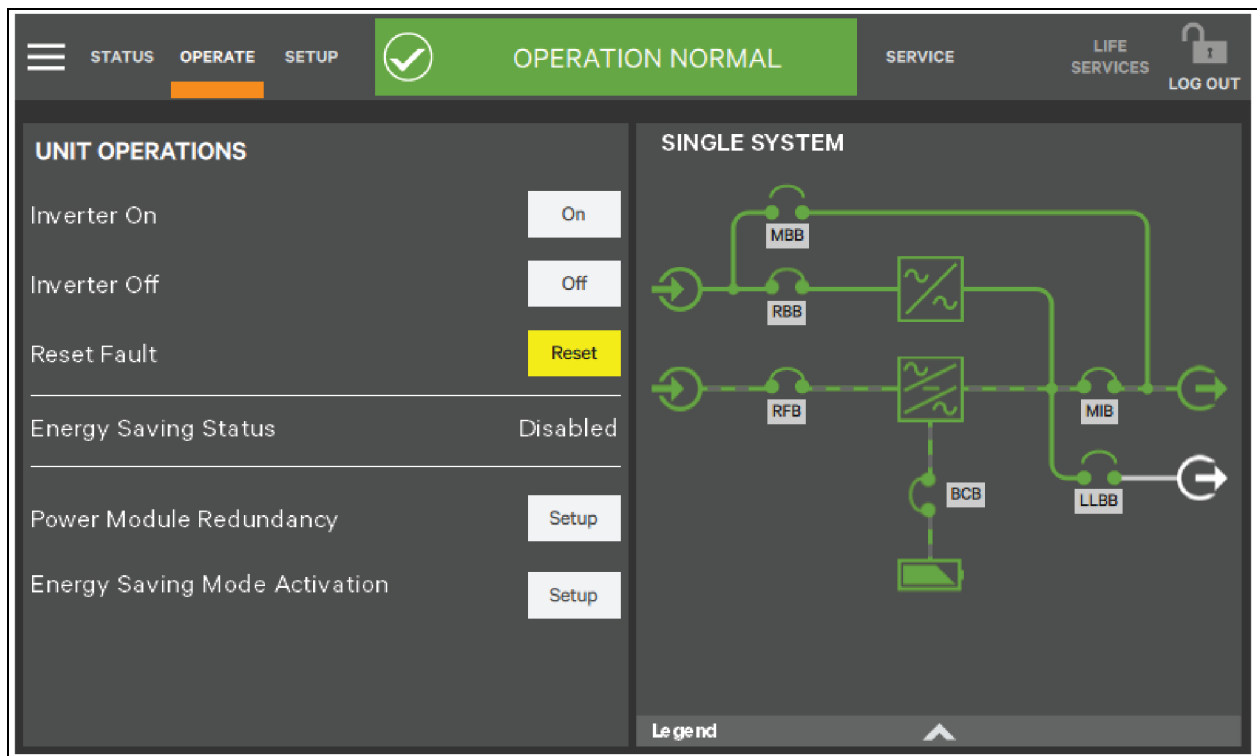 STATUS OPERATE SETUP OPERATION NORMAL SERVICE LIFE SERVICES LOG OUT
UNIT OPERATIONS
Inverter On On
Inverter Off Off
Reset Fault Reset
Energy Saving Status Disabled
Power Module Redundancy Setup
Energy Saving Mode Activation Setup
SINGLE SYSTEM
MBB
RBB
RFB MIB
BCB LLBB
Legend